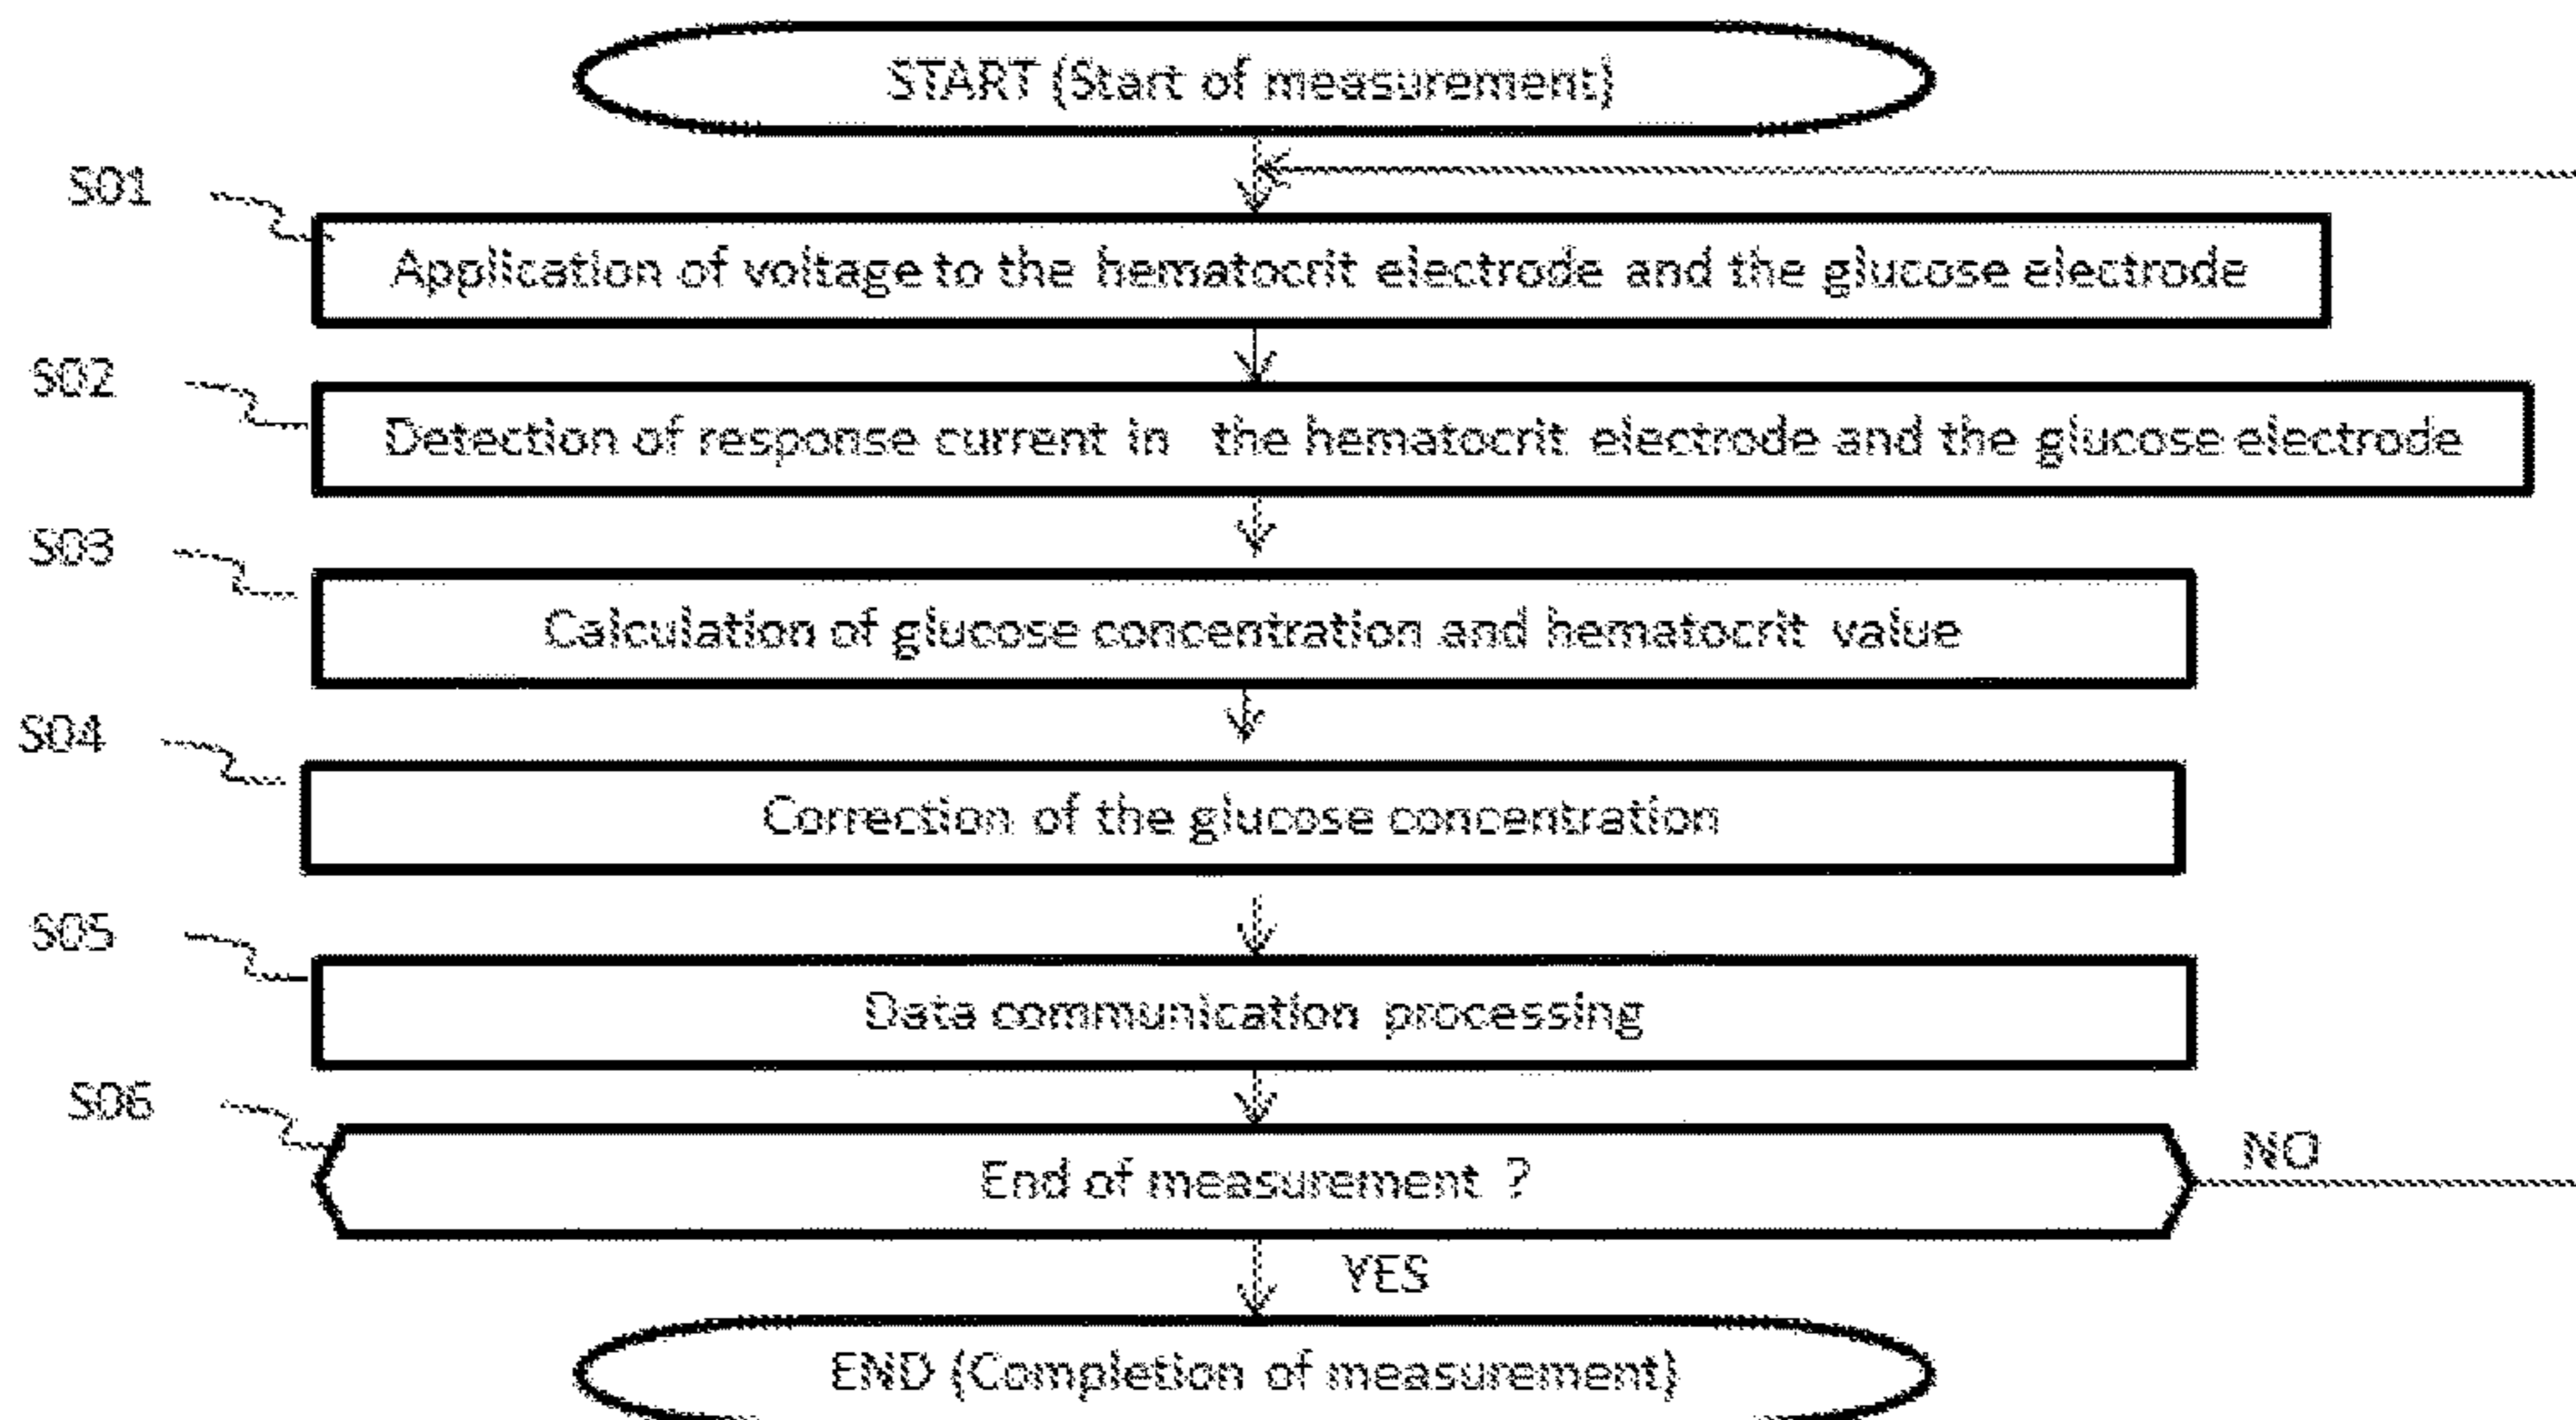 START (Start of measurement)
S01
Application of voltage to the hematocrit electrode and the glucose electrode
S02
Detection of response current in the hematocrit electrode and the glucose electrode
S03
Calculation of glucose concentration and hematocrit value
S04
Correction of the glucose concentration
S05
Data communication processing
S06
End of measurement ?
NO
YES
END (Completion of measurement)